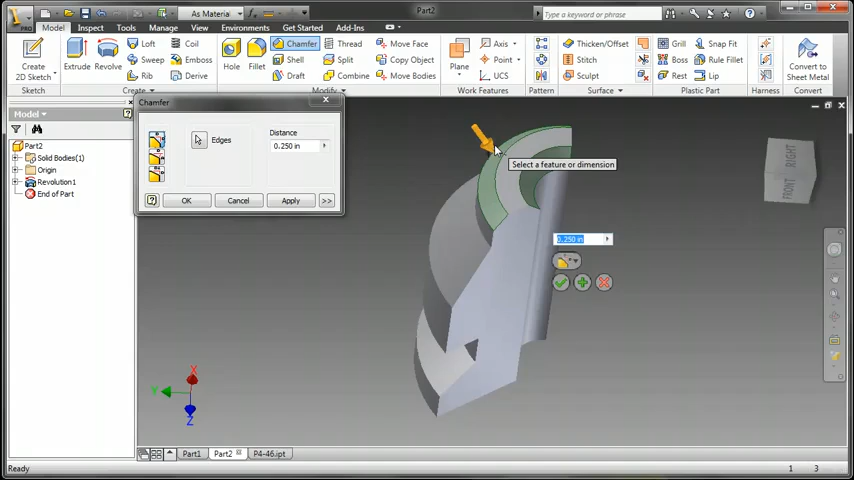 As Material
Part2
Type a keyword or phrase
PRO
Model Inspect Tools Manage View Environments Get Started Add-Ins
Create
2D Sketch
Extrude
Revolve
Loft
Sweep
Rib
Coil
Emboss
Derive
Hole
Fillet
Chamfer
Shell
Draft
Thread
Split
Combine
Move Face
Copy Object
Move Bodies
Plane
Axis
Point
UCS
Pattern
Thicken/Offset
Stitch
Sculpt
Grill
Boss
Rest
Snap Fit
Rule Fillet
Lip
Harness
Convert to
Sheet Metal
Sketch Create Modify Work Features Pattern Surface Plastic Part Harness Convert
Model
Part2
Solid Bodies(1)
Origin
Revolution1
End of Part
Chamfer
Edges
Distance
0.250 in
OK Cancel Apply >>
Select a feature or dimension
0.250 in
FRONT RIGHT
X
Y
Z
Part1 Part2 P4-46.ipt
Ready 1 3